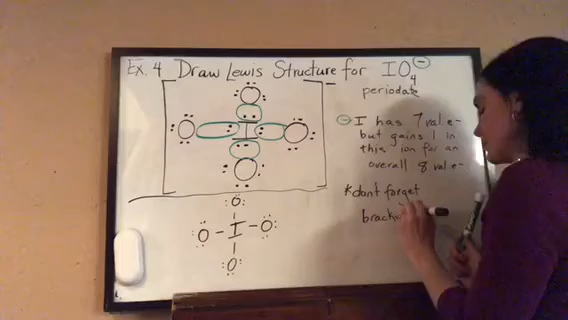 Ex. 4 Draw Lewis Structure for IO4⊖
periodate
I
O O
O O
⊖ I has 7 val e-
but gains 1 in
this ion for an
overall 8 val e-
*don't forget
O
O - I - O
O